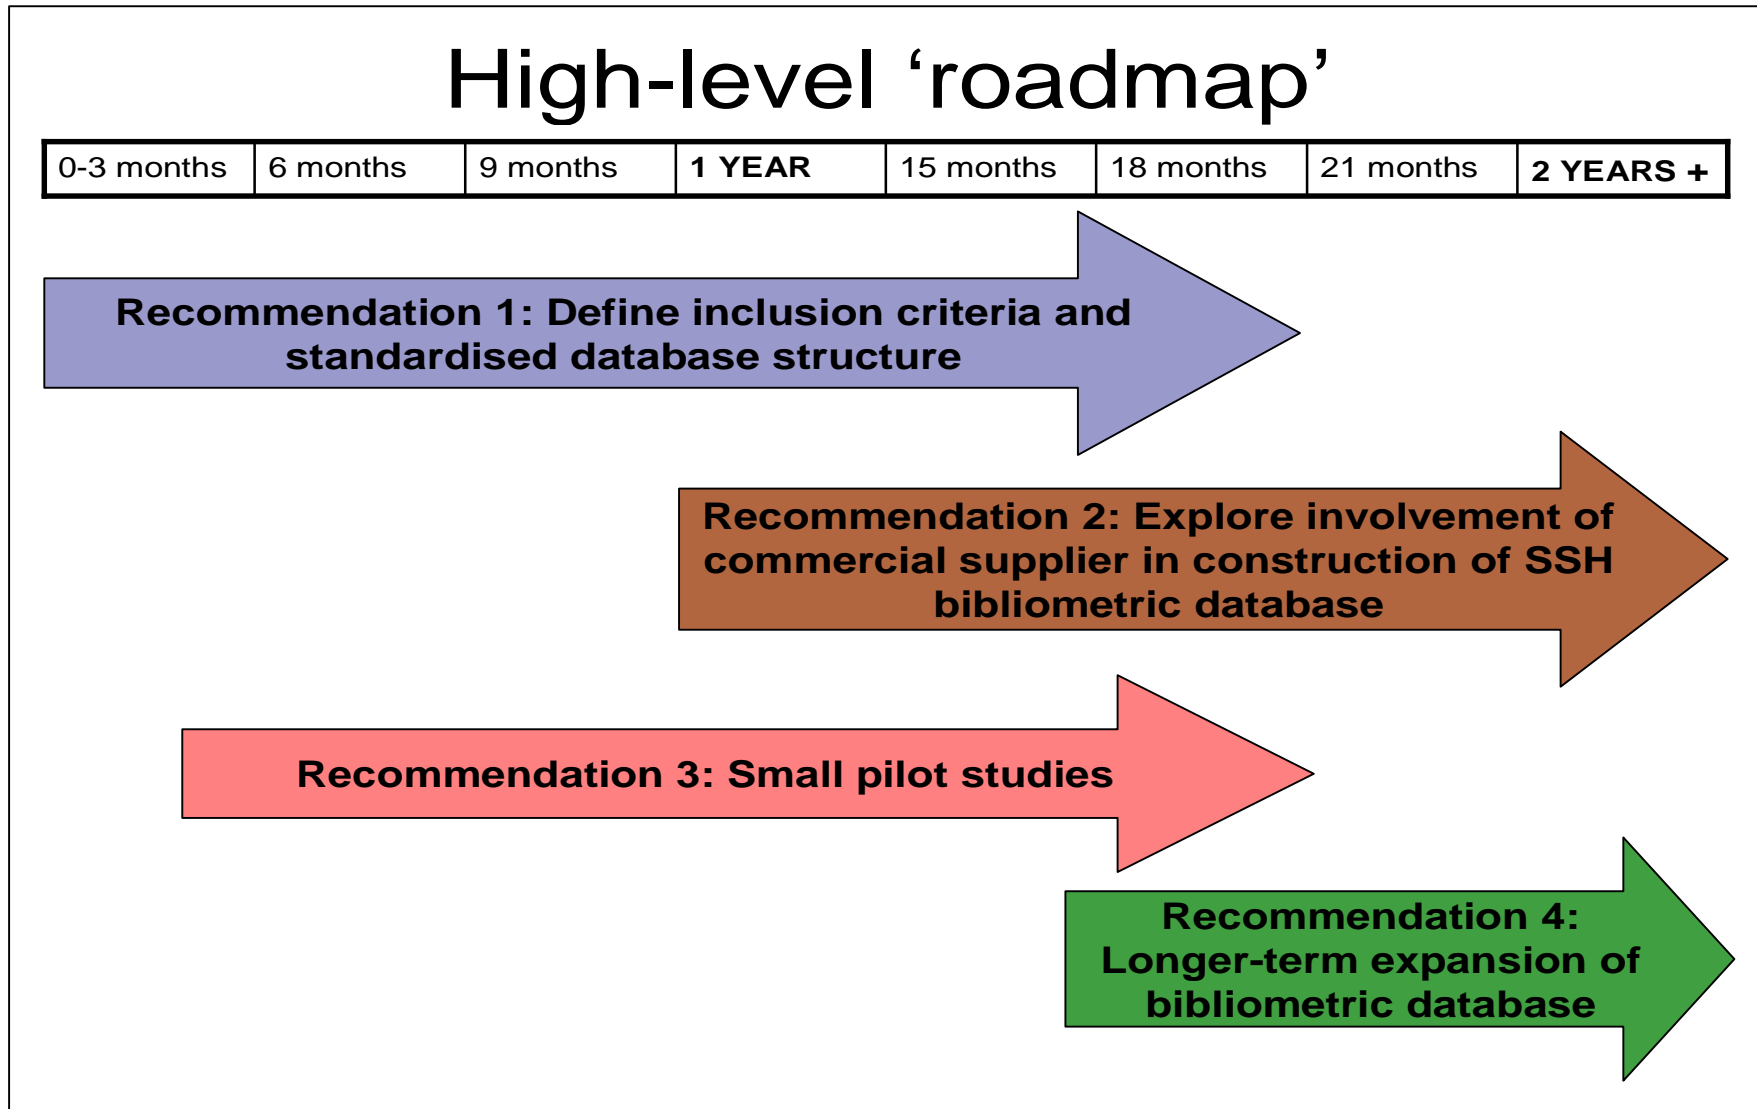 High-level ‘roadmap’
0-3 months 6 months 9 months 1 YEAR 15 months 18 months 21 months 2 YEARS +
Recommendation 1: Define inclusion criteria and
standardised database structure
Recommendation 2: Explore involvement of
commercial supplier in construction of SSH
bibliometric database
Recommendation 3: Small pilot studies
Recommendation 4:
Longer-term expansion of
bibliometric database